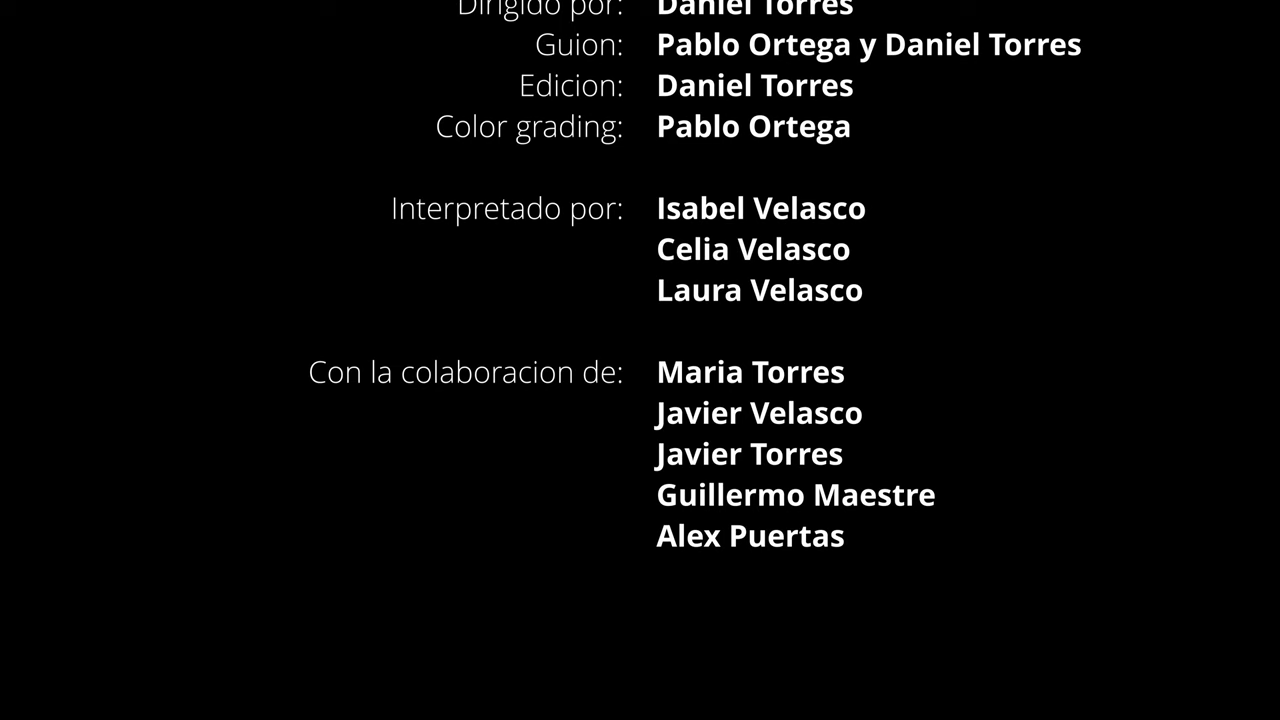 Dirigido por: Daniel Torres
Guion: Pablo Ortega y Daniel Torres
Edicion: Daniel Torres
Color grading: Pablo Ortega
Interpretado por: Isabel Velasco
Celia Velasco
Laura Velasco
Con la colaboracion de: Maria Torres
Javier Velasco
Javier Torres
Guillermo Maestre
Alex Puertas